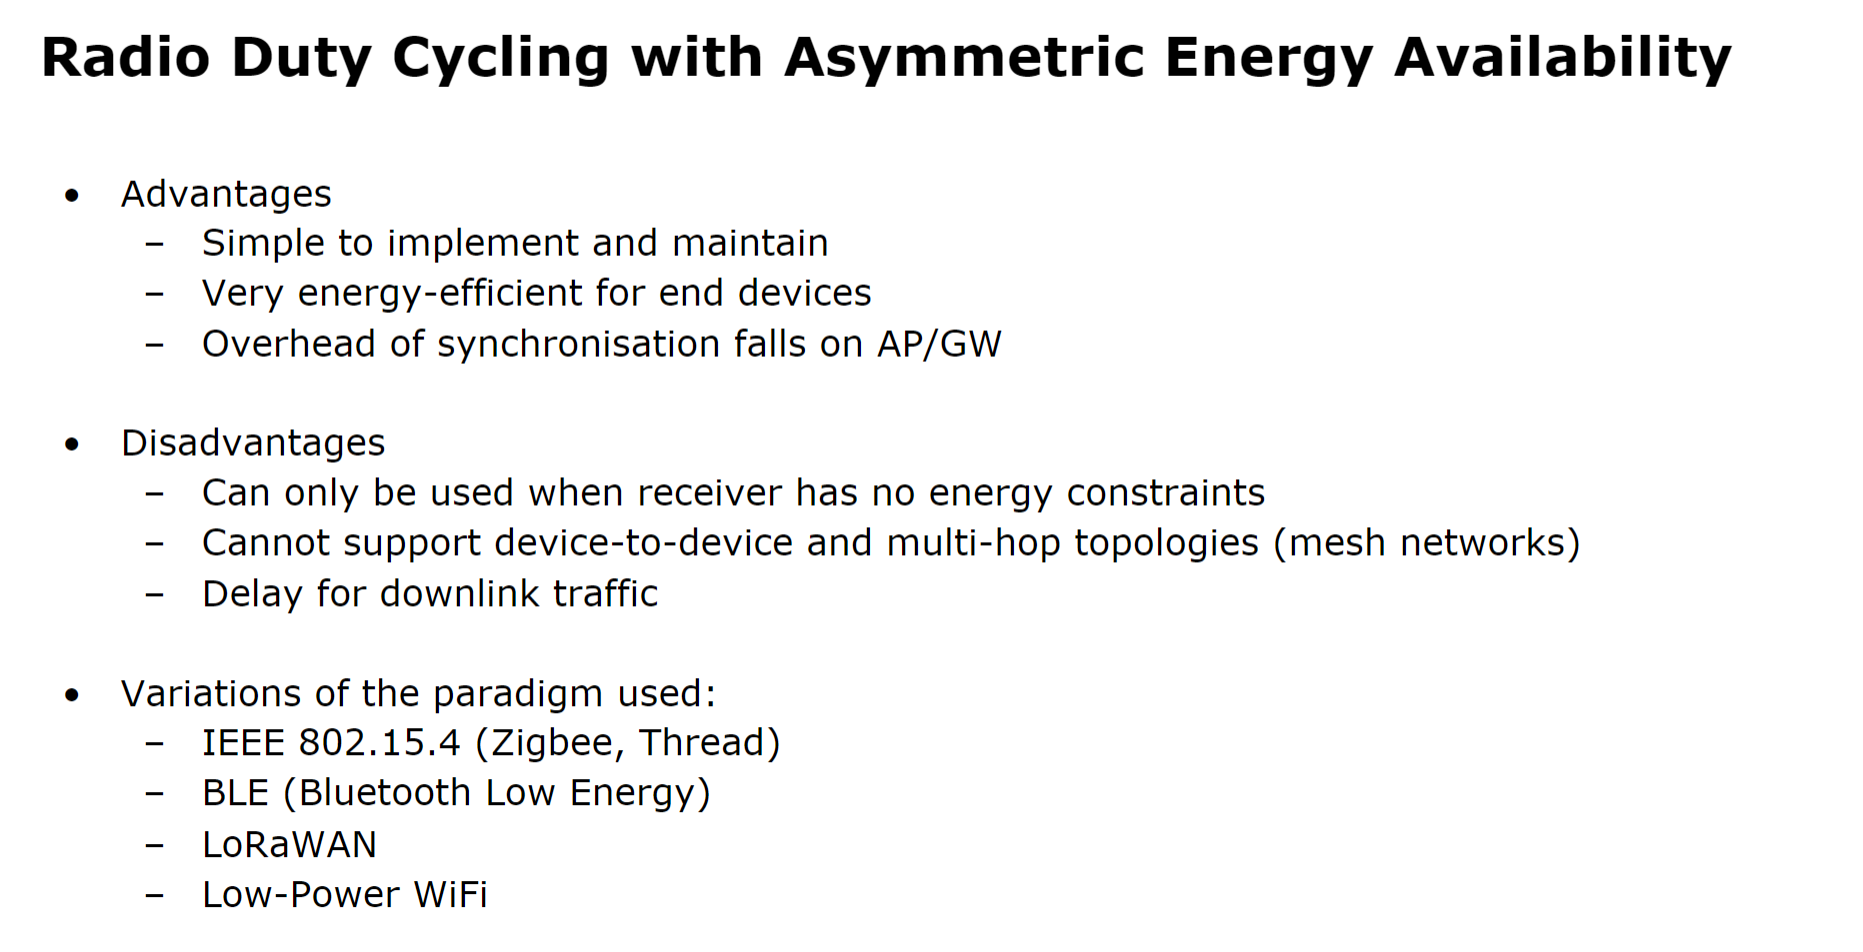 Radio Duty Cycling with Asymmetric Energy Availability
• Advantages
– Simple to implement and maintain
– Very energy-efficient for end devices
– Overhead of synchronisation falls on AP/GW
• Disadvantages
– Can only be used when receiver has no energy constraints
– Cannot support device-to-device and multi-hop topologies (mesh networks)
– Delay for downlink traffic
• Variations of the paradigm used:
– IEEE 802.15.4 (Zigbee, Thread)
– BLE (Bluetooth Low Energy)
– LoRaWAN
– Low-Power WiFi